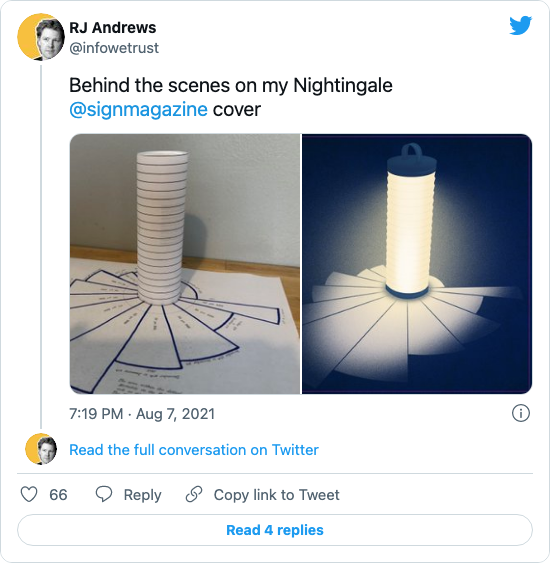 RJ Andrews
@infowetrust
Behind the scenes on my Nightingale
@signmagazine cover
7:19 PM · Aug 7, 2021
Read the full conversation on Twitter
66 Reply Copy link to Tweet
Read 4 replies